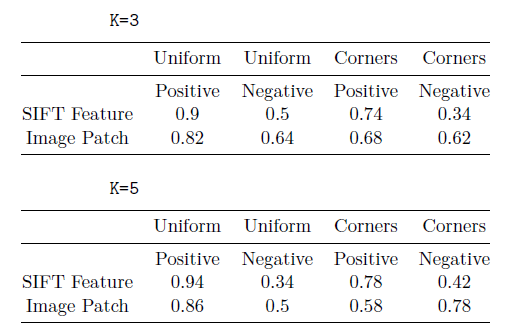 K=3
Uniform Uniform Corners Corners
Positive Negative Positive Negative
SIFT Feature 0.9 0.5 0.74 0.34
Image Patch 0.82 0.64 0.68 0.62
K=5
Uniform Uniform Corners Corners
Positive Negative Positive Negative
SIFT Feature 0.94 0.34 0.78 0.42
Image Patch 0.86 0.5 0.58 0.78